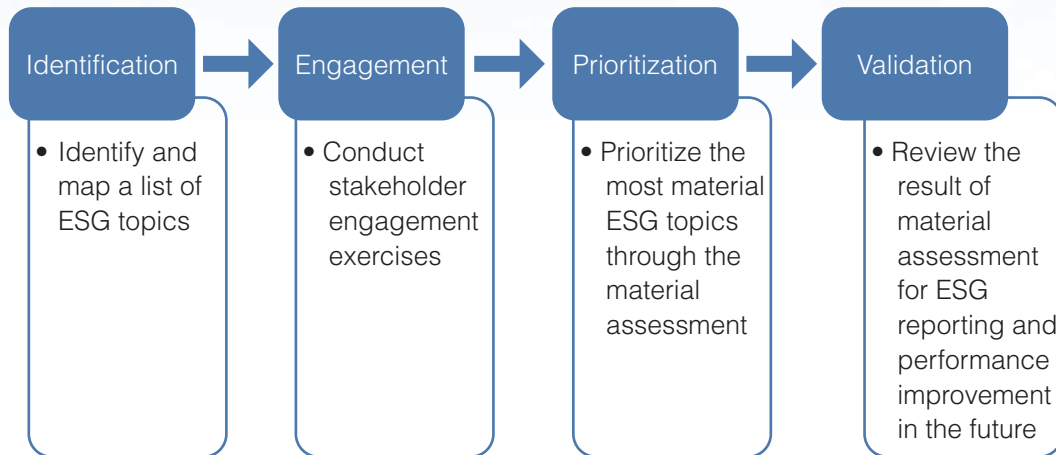 Identification
• Identify and
map a list of
ESG topics
Engagement
• Conduct
stakeholder
engagement
exercises
Prioritization
• Prioritize the
most material
ESG topics
through the
material
assessment
Validation
• Review the
result of
material
assessment
for ESG
reporting and
performance
improvement
in the future